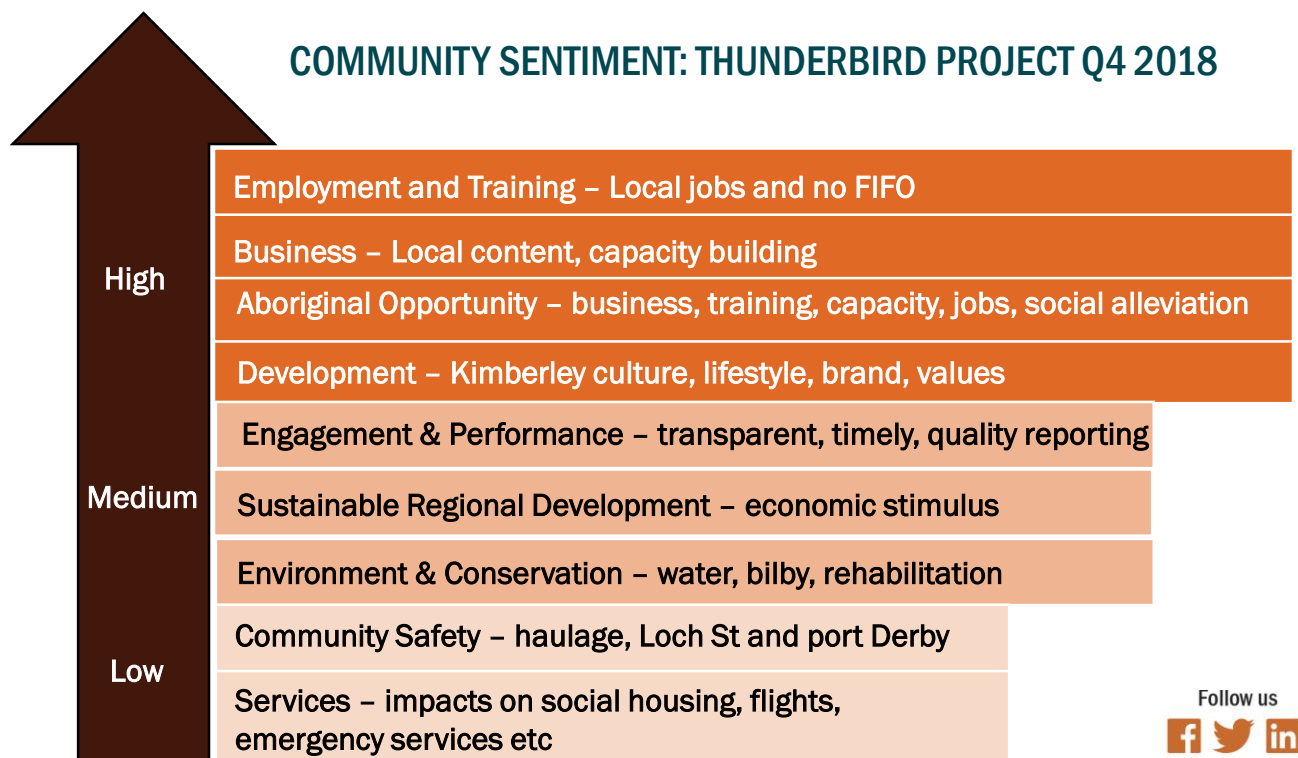 COMMUNITY SENTIMENT: THUNDERBIRD PROJECT Q4 2018
High
Employment and Training – Local jobs and no FIFO
Business – Local content, capacity building
Aboriginal Opportunity – business, training, capacity, jobs, social alleviation
Development – Kimberley culture, lifestyle, brand, values
Medium
Engagement & Performance – transparent, timely, quality reporting
Sustainable Regional Development – economic stimulus
Environment & Conservation – water, bilby, rehabilitation
Low
Community Safety – haulage, Loch St and port Derby
Services – impacts on social housing, flights,
emergency services etc
Follow us